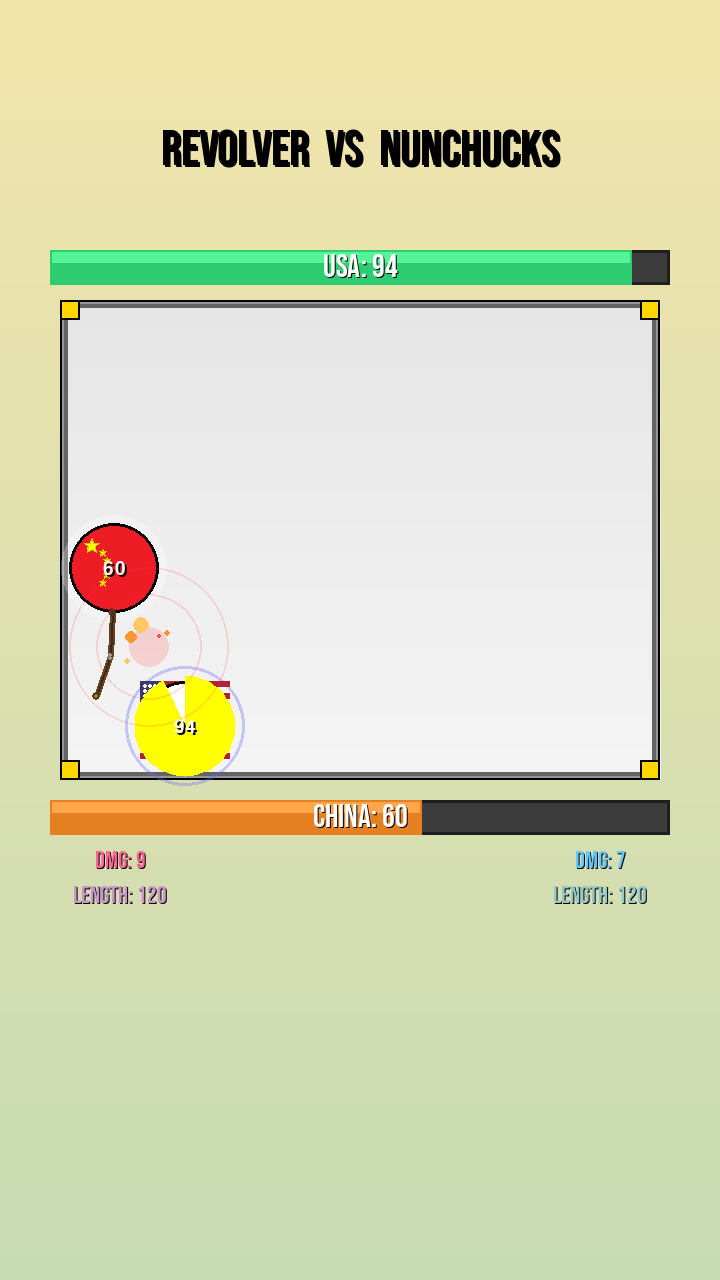 REVOLVER VS NUNCHUCKS
USA: 94
60
94
CHINA: 60
DMG: 9
DMG: 7
LENGTH: 120
LENGTH: 120